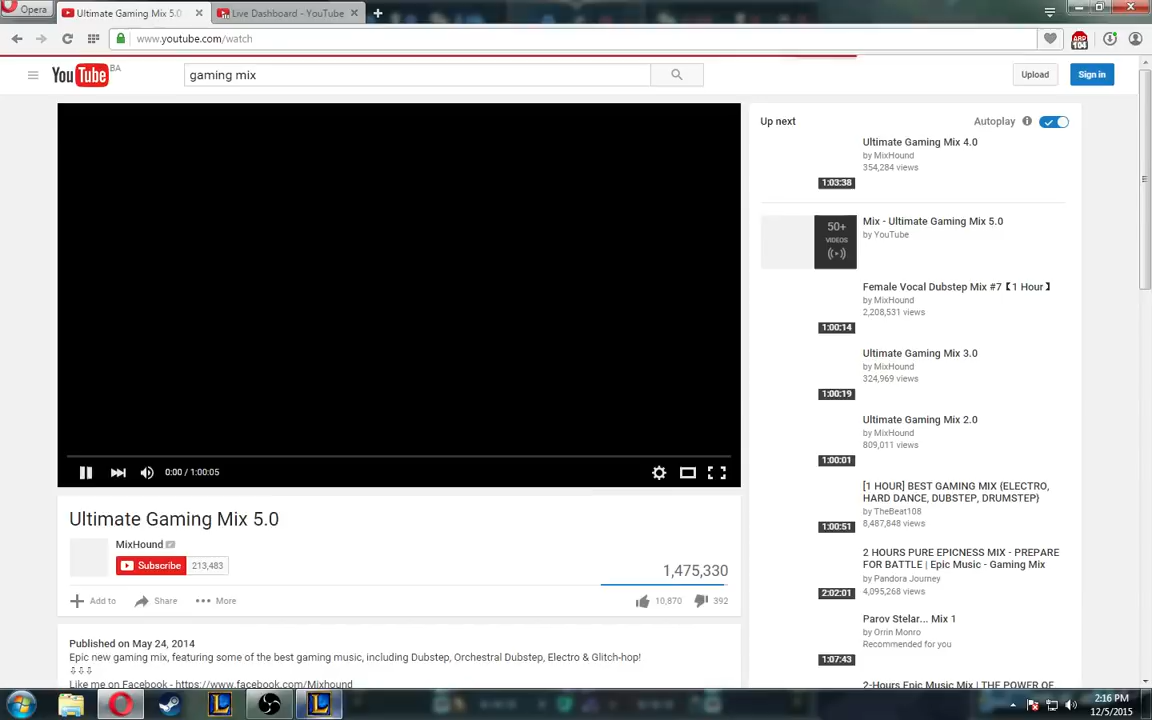 Opera
Ultimate Gaming Mix 5.0
Live Dashboard - YouTube
www.youtube.com/watch
ARP
104
YouTube BA
gaming mix
Upload
Sign in
Up next
Autoplay
Ultimate Gaming Mix 4.0
by MixHound
354,284 views
1:03:38
Mix - Ultimate Gaming Mix 5.0
by YouTube
50+
VIDEOS
Female Vocal Dubstep Mix #7【1 Hour】
by MixHound
2,208,531 views
1:00:14
Ultimate Gaming Mix 3.0
by MixHound
324,969 views
1:00:19
Ultimate Gaming Mix 2.0
by MixHound
809,011 views
1:00:01
[1 HOUR] BEST GAMING MIX (ELECTRO,
HARD DANCE, DUBSTEP, DRUMSTEP)
by TheBeat108
8,487,848 views
1:00:51
2 HOURS PURE EPICNESS MIX - PREPARE
FOR BATTLE | Epic Music - Gaming Mix
by Pandora Journey
4,095,268 views
2:02:01
Parov Stelar... Mix 1
by Orrin Monro
Recommended for you
1:07:43
2-Hours Epic Music Mix | THE POWER OF
0:00 / 1:00:05
Ultimate Gaming Mix 5.0
MixHound
Subscribe 213,483
1,475,330
Add to Share More
10,870 392
Published on May 24, 2014
Epic new gaming mix, featuring some of the best gaming music, including Dubstep, Orchestral Dubstep, Electro & Glitch-hop!
⇩⇩⇩
Like me on Facebook - https://www.facebook.com/Mixhound
2:16 PM
12/5/2015